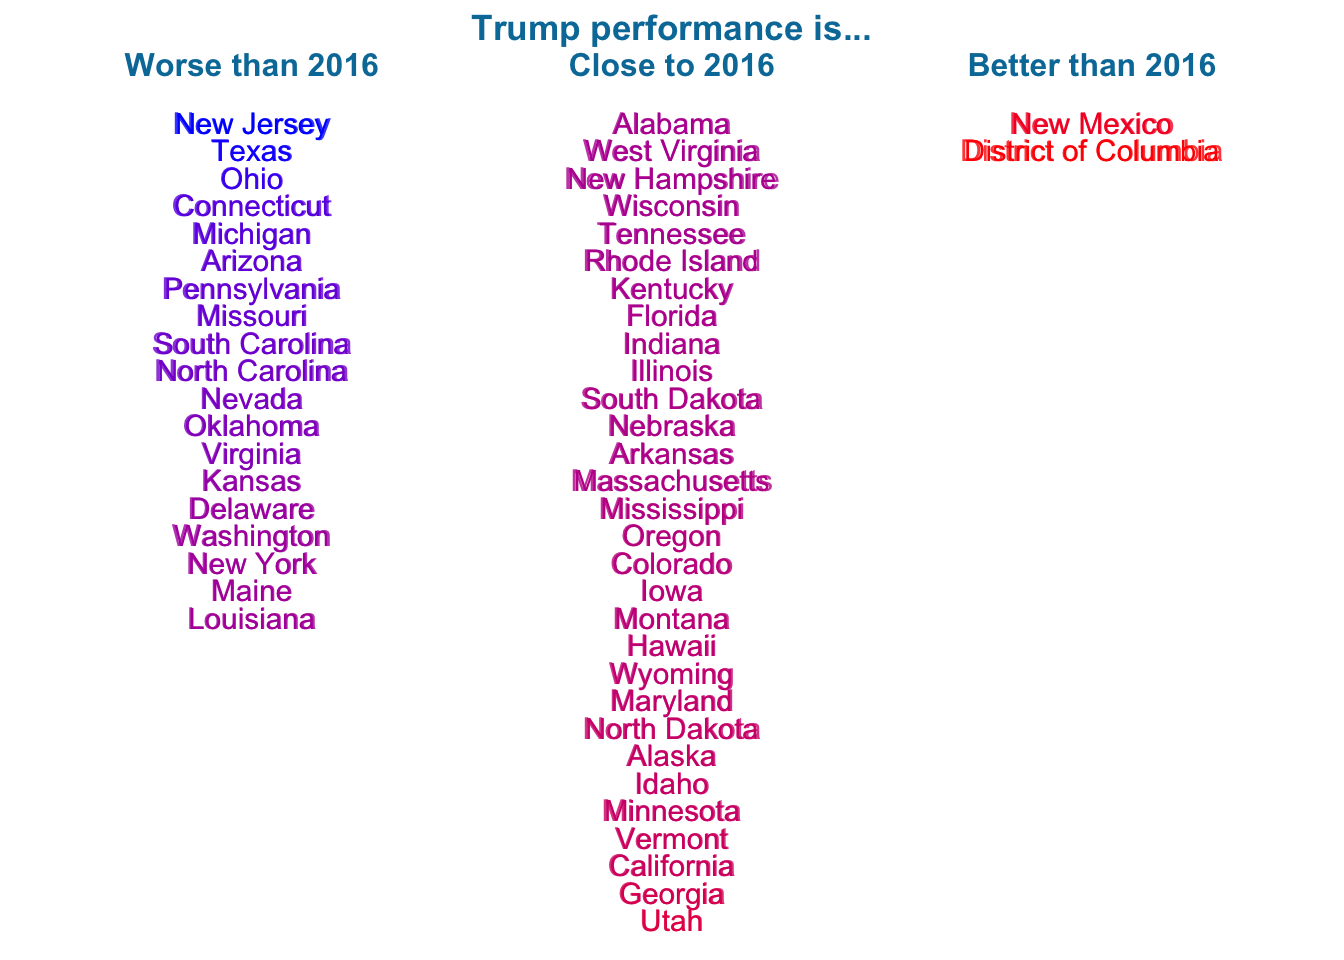 Trump performance is...
Worse than 2016
Close to 2016
Better than 2016
New Jersey
Texas
Ohio
Connecticut
Michigan
Arizona
Pennsylvania
Missouri
South Carolina
North Carolina
Nevada
Oklahoma
Virginia
Kansas
Delaware
Washington
New York
Maine
Louisiana
Alabama
West Virginia
New Hampshire
Wisconsin
Tennessee
Rhode Island
Kentucky
Florida
Indiana
Illinois
South Dakota
Nebraska
Arkansas
Massachusetts
Mississippi
Oregon
Colorado
Iowa
Montana
Hawaii
Wyoming
Maryland
North Dakota
Alaska
Idaho
Minnesota
Vermont
California
Georgia
Utah
New Mexico
District of Columbia